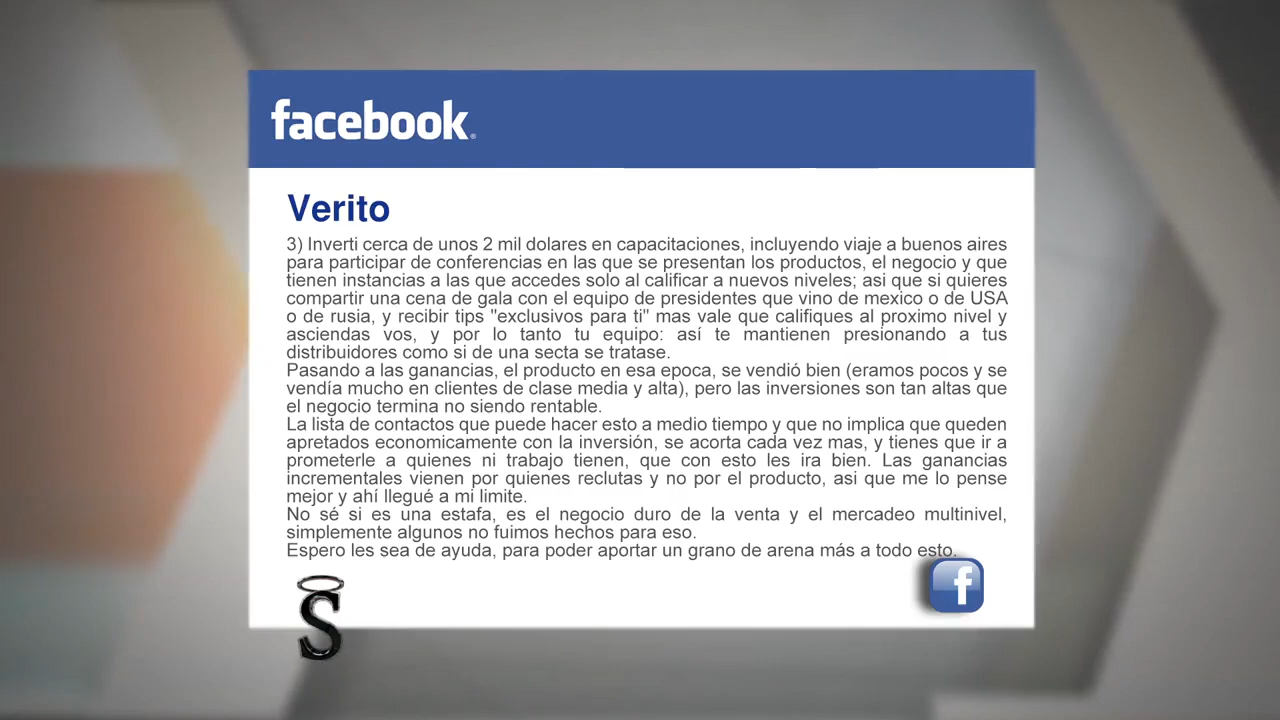 facebook
Verito
3) Inverti cerca de unos 2 mil dolares en capacitaciones, incluyendo viaje a buenos aires
para participar de conferencias en las que se presentan los productos, el negocio y que
tienen instancias a las que accedes solo al calificar a nuevos niveles; asi que si quieres
compartir una cena de gala con el equipo de presidentes que vino de mexico o de USA
o de rusia, y recibir tips "exclusivos para ti" mas vale que califiques al proximo nivel y
asciendas vos, y por lo tanto tu equipo: así te mantienen presionando a tus
distribuidores como si de una secta se tratase.
Pasando a las ganancias, el producto en esa epoca, se vendió bien (eramos pocos y se
vendía mucho en clientes de clase media y alta), pero las inversiones son tan altas que
el negocio termina no siendo rentable.
La lista de contactos que puede hacer esto a medio tiempo y que no implica que queden
apretados economicamente con la inversión, se acorta cada vez mas, y tienes que ir a
prometerle a quienes ni trabajo tienen, que con esto les ira bien. Las ganancias
incrementales vienen por quienes reclutas y no por el producto, asi que me lo pense
mejor y ahí llegué a mi limite.
No sé si es una estafa, es el negocio duro de la venta y el mercadeo multinivel,
simplemente algunos no fuimos hechos para eso.
Espero les sea de ayuda, para poder aportar un grano de arena más a todo esto.
f
S